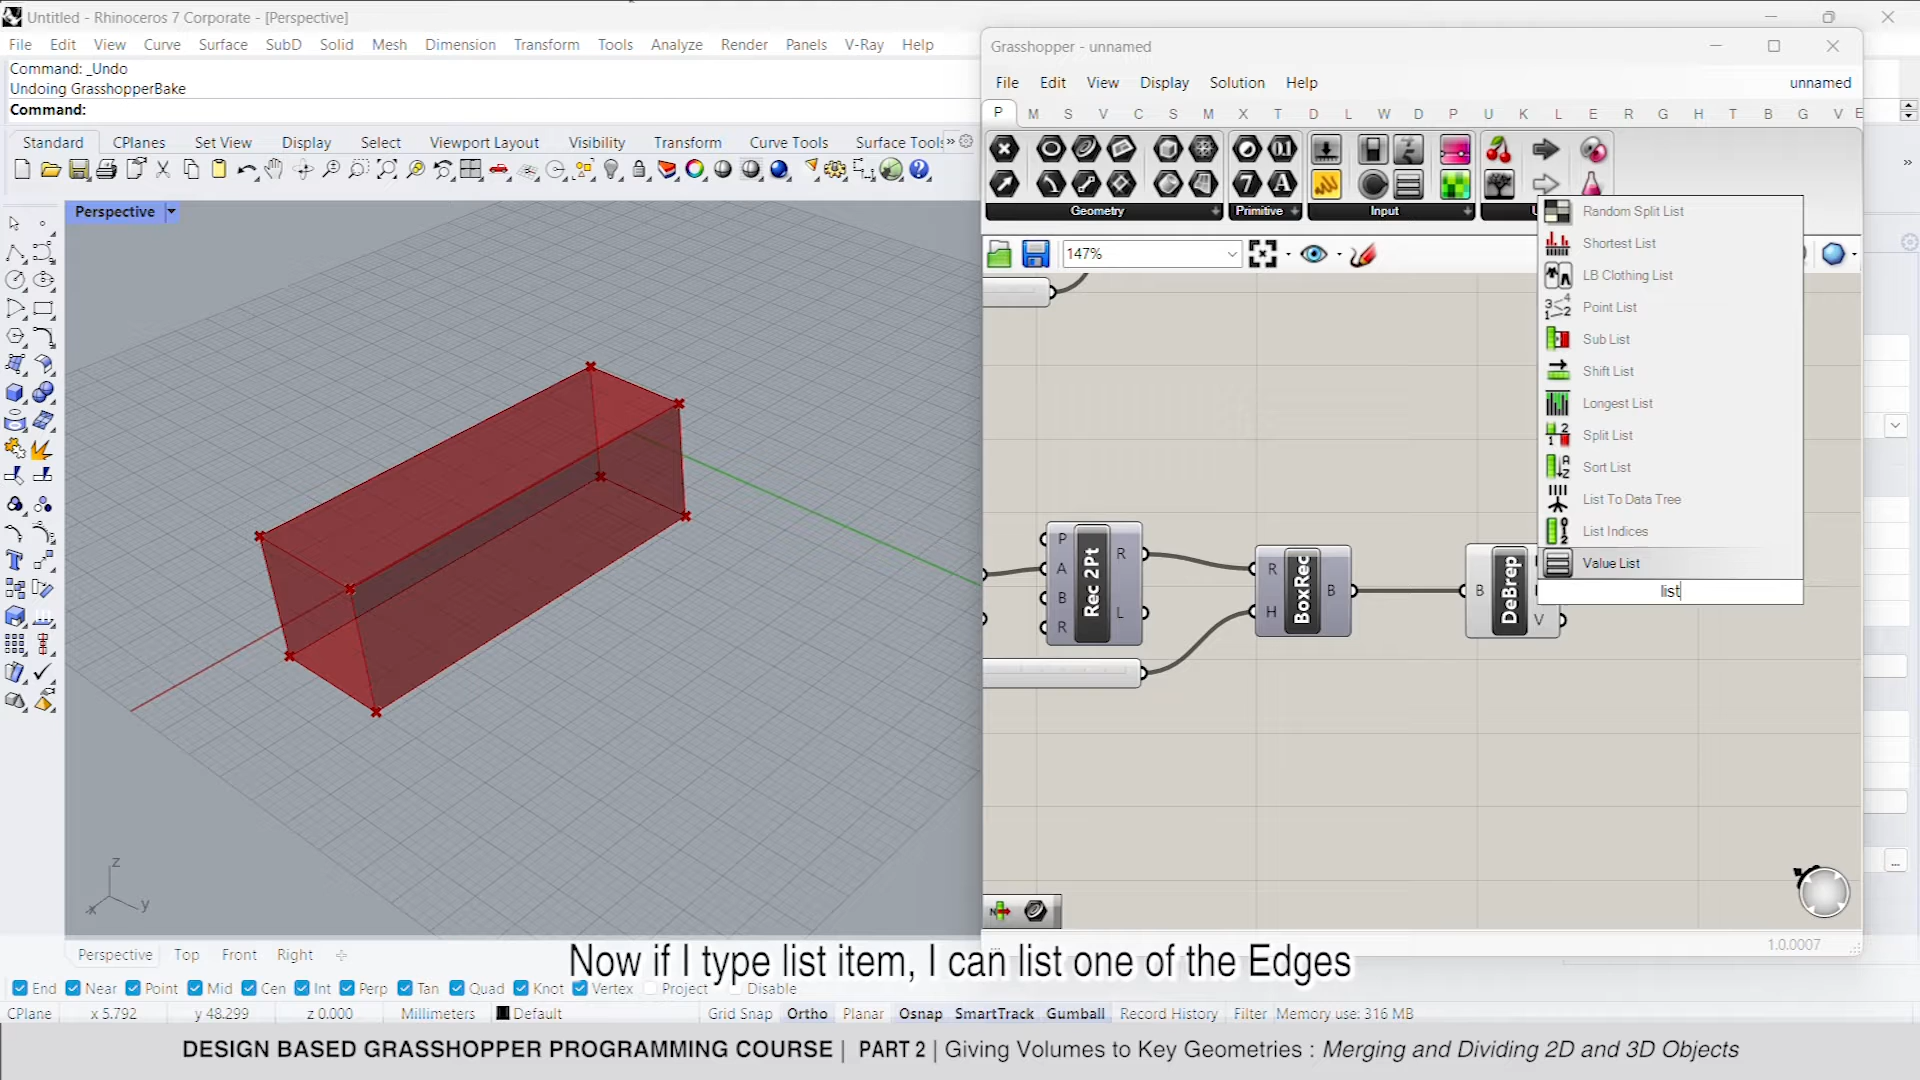 Untitled - Rhinoceros 7 Corporate - [Perspective]
File Edit View Curve Surface SubD Solid Mesh Dimension Transform Tools Analyze Render Panels V-Ray Help
Command: _Undo
Undoing GrasshopperBake
Command:
Standard CPlanes Set View Display Select Viewport Layout Visibility Transform Curve Tools Surface Tools »
Perspective
Grasshopper - unnamed
File Edit View Display Solution Help unnamed
P M S V C S M X T D L W D P U K L E R G H T B G V E
Geometry Primitive Input
147%
Random Split List
Shortest List
LB Clothing List
Point List
Sub List
Shift List
Longest List
Split List
Sort List
List To Data Tree
List Indices
Value List
list
P A B R Rec 2Pt R L
R H BoxRec B
B DeBrep V
z
x y
1.0.0007
Perspective Top Front Right
Now if I type list item, I can list one of the Edges
End Near Point Mid Cen Int Perp Tan Quad Knot Vertex Project Disable
CPlane x 5.792 y 48.299 z 0.000 Millimeters Default Grid Snap Ortho Planar Osnap SmartTrack Gumball Record History Filter Memory use: 316 MB
DESIGN BASED GRASSHOPPER PROGRAMMING COURSE | PART 2 | Giving Volumes to Key Geometries : Merging and Dividing 2D and 3D Objects